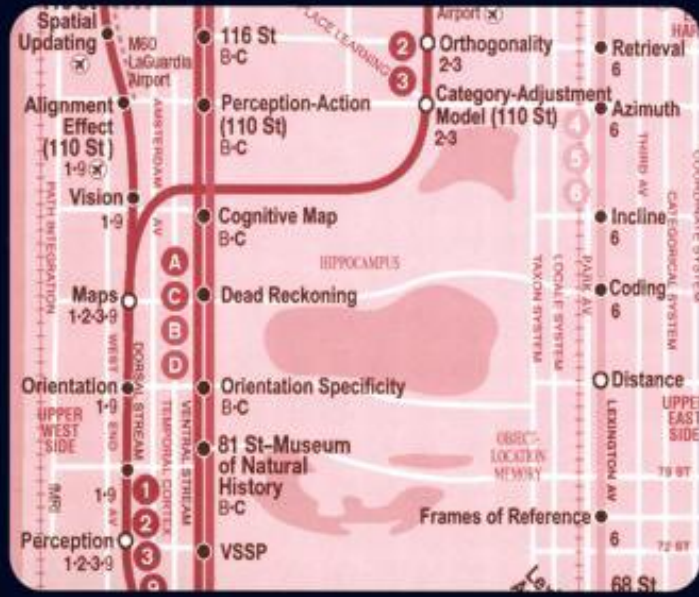 Spatial
Updating
M60
LaGuardia
Airport
Alignment
Effect
(110 St)
1·9
Vision
1·9
Maps
1·2·3·9
Orientation
1·9
UPPER
WEST
SIDE
fMRI
1·9
Perception
1·2·3·9
PATH INTEGRATION
WEST END AV
AMSTERDAM AV
DORSAL STREAM
TEMPORAL CORTEX
VENTRAL STREAM
A
C
B
D
1
2
3
9
116 St
B·C
Perception-Action
(110 St)
B·C
Cognitive Map
B·C
Dead Reckoning
Orientation Specificity
B·C
81 St–Museum
of Natural
History
B·C
VSSP
PLACE LEARNING
Airport
2
3
Orthogonality
2·3
Category-Adjustment
Model (110 St)
2·3
HIPPOCAMPUS
OBJECT-
LOCATION
MEMORY
TAXON SYSTEM
LOCALE SYSTEM
PARK AV
4
5
6
Retrieval
6
Azimuth
6
Incline
6
Coding
6
Distance
Frames of Reference
6
68 St
THIRD AV
CATEGORICAL SYSTEM
LEXINGTON AV
UPPER
EAST
SIDE
79 ST
72 ST